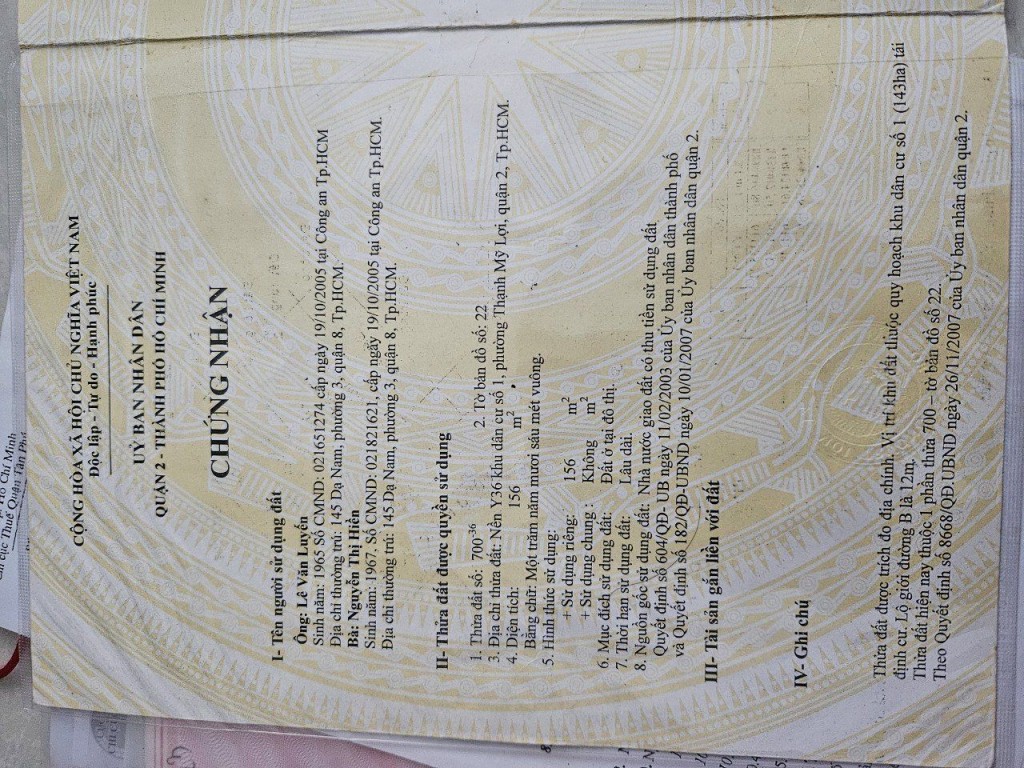 Hồ Chí Minh
Chi cục Thuế Quận Tân Phú
CỘNG HÒA XÃ HỘI CHỦ NGHĨA VIỆT NAM
Độc lập - Tự do - Hạnh phúc
UỶ BAN NHÂN DÂN
QUẬN 2 - THÀNH PHỐ HỒ CHÍ MINH
CHỨNG NHẬN
I- Tên người sử dụng đất
Ông: Lê Văn Luyến
Sinh năm: 1965 Số CMND: 021651274 cấp ngày 19/10/2005 tại Công an Tp.HCM
Địa chỉ thường trú: 145 Dạ Nam, phường 3, quận 8, Tp.HCM.
Bà: Nguyễn Thị Hiền
Sinh năm: 1967. Số CMND: 021821621, cấp ngày 19/10/2005 tại Công an Tp.HCM.
Địa chỉ thường trú: 145 Dạ Nam, phường 3, quận 8, Tp.HCM.
II- Thửa đất được quyền sử dụng
1. Thửa đất số: 700-36 2. Tờ bản đồ số: 22
3. Địa chỉ thửa đất: Nền Y36 khu dân cư số 1, phường Thạnh Mỹ Lợi, quận 2, Tp.HCM.
4. Diện tích: 156 m2
Bằng chữ: Một trăm năm mươi sáu mét vuông.
5. Hình thức sử dụng:
+ Sử dụng riêng: 156 m2
+ Sử dụng chung : Không m2
6. Mục đích sử dụng đất: Đất ở tại đô thị.
7. Thời hạn sử dụng đất: Lâu dài.
8. Nguồn gốc sử dụng đất: Nhà nước giao đất có thu tiền sử dụng đất
Quyết định số 604/QĐ- UB ngày 11/02/2003 của Ủy ban nhân dân thành phố
và Quyết định số 182/QĐ-UBND ngày 10/01/2007 của Ủy ban nhân dân quận 2.
III- Tài sản gắn liền với đất
IV- Ghi chú
Thửa đất được trích đo địa chính. Vị trí khu đất thuộc quy hoạch khu dân cư số 1 (143ha) tái
định cư. Lộ giới đường B là 12m.
Thửa đất hiện nay thuộc 1 phần thửa 700 – tờ bản đồ số 22.
Theo Quyết định số 8668/QĐ.UBND ngày 26/11/2007 của Ủy ban nhân dân quận 2.